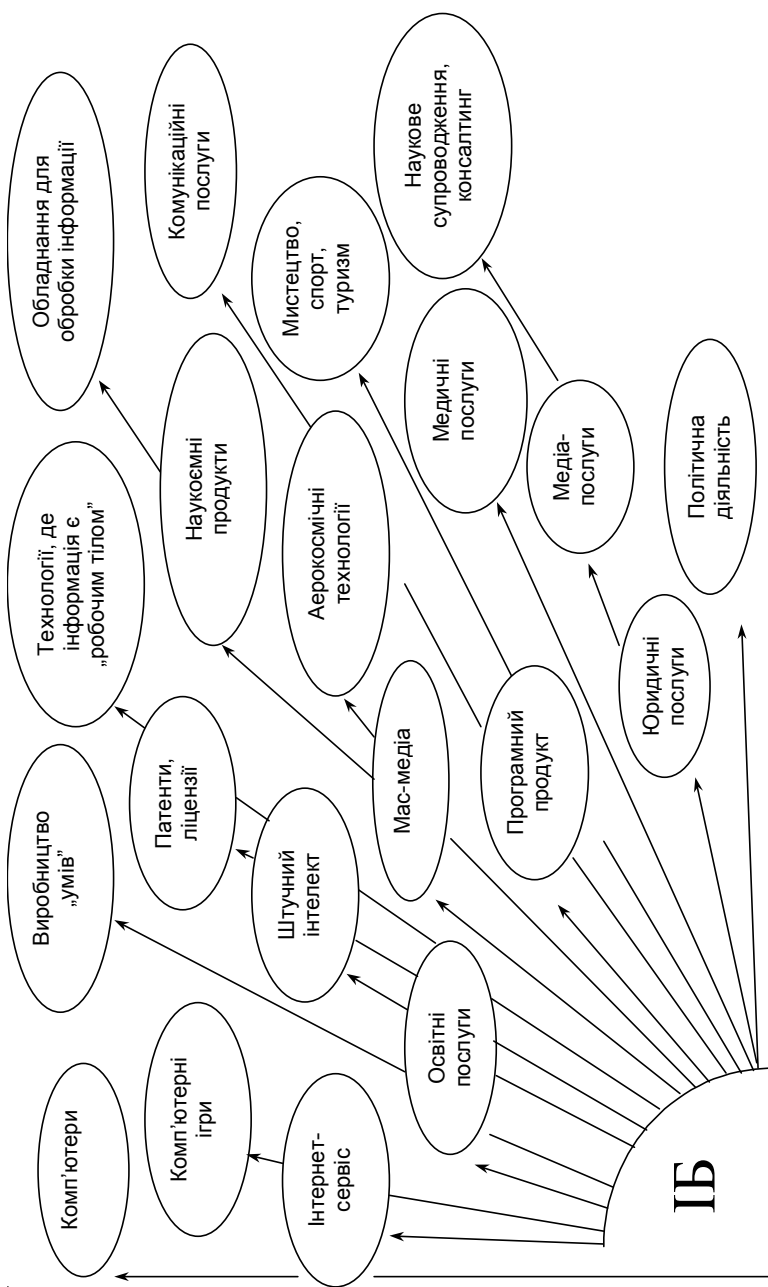 Комп’ютери
Виробництво
„умів”
Технології, де
інформація є
„робочим тілом”
Обладнання для
обробки інформації
Комп’ютерні
ігри
Патенти,
ліцензії
Наукоємні
продукти
Комунікаційні
послуги
Інтернет-
сервіс
Штучний
інтелект
Аерокосмічні
технології
Мистецтво,
спорт,
туризм
Освітні
послуги
Мас-медіа
Медичні
послуги
Наукове
супроводження,
консалтинг
Програмний
продукт
Медіа-
послуги
Юридичні
послуги
Політична
діяльність
ІБ